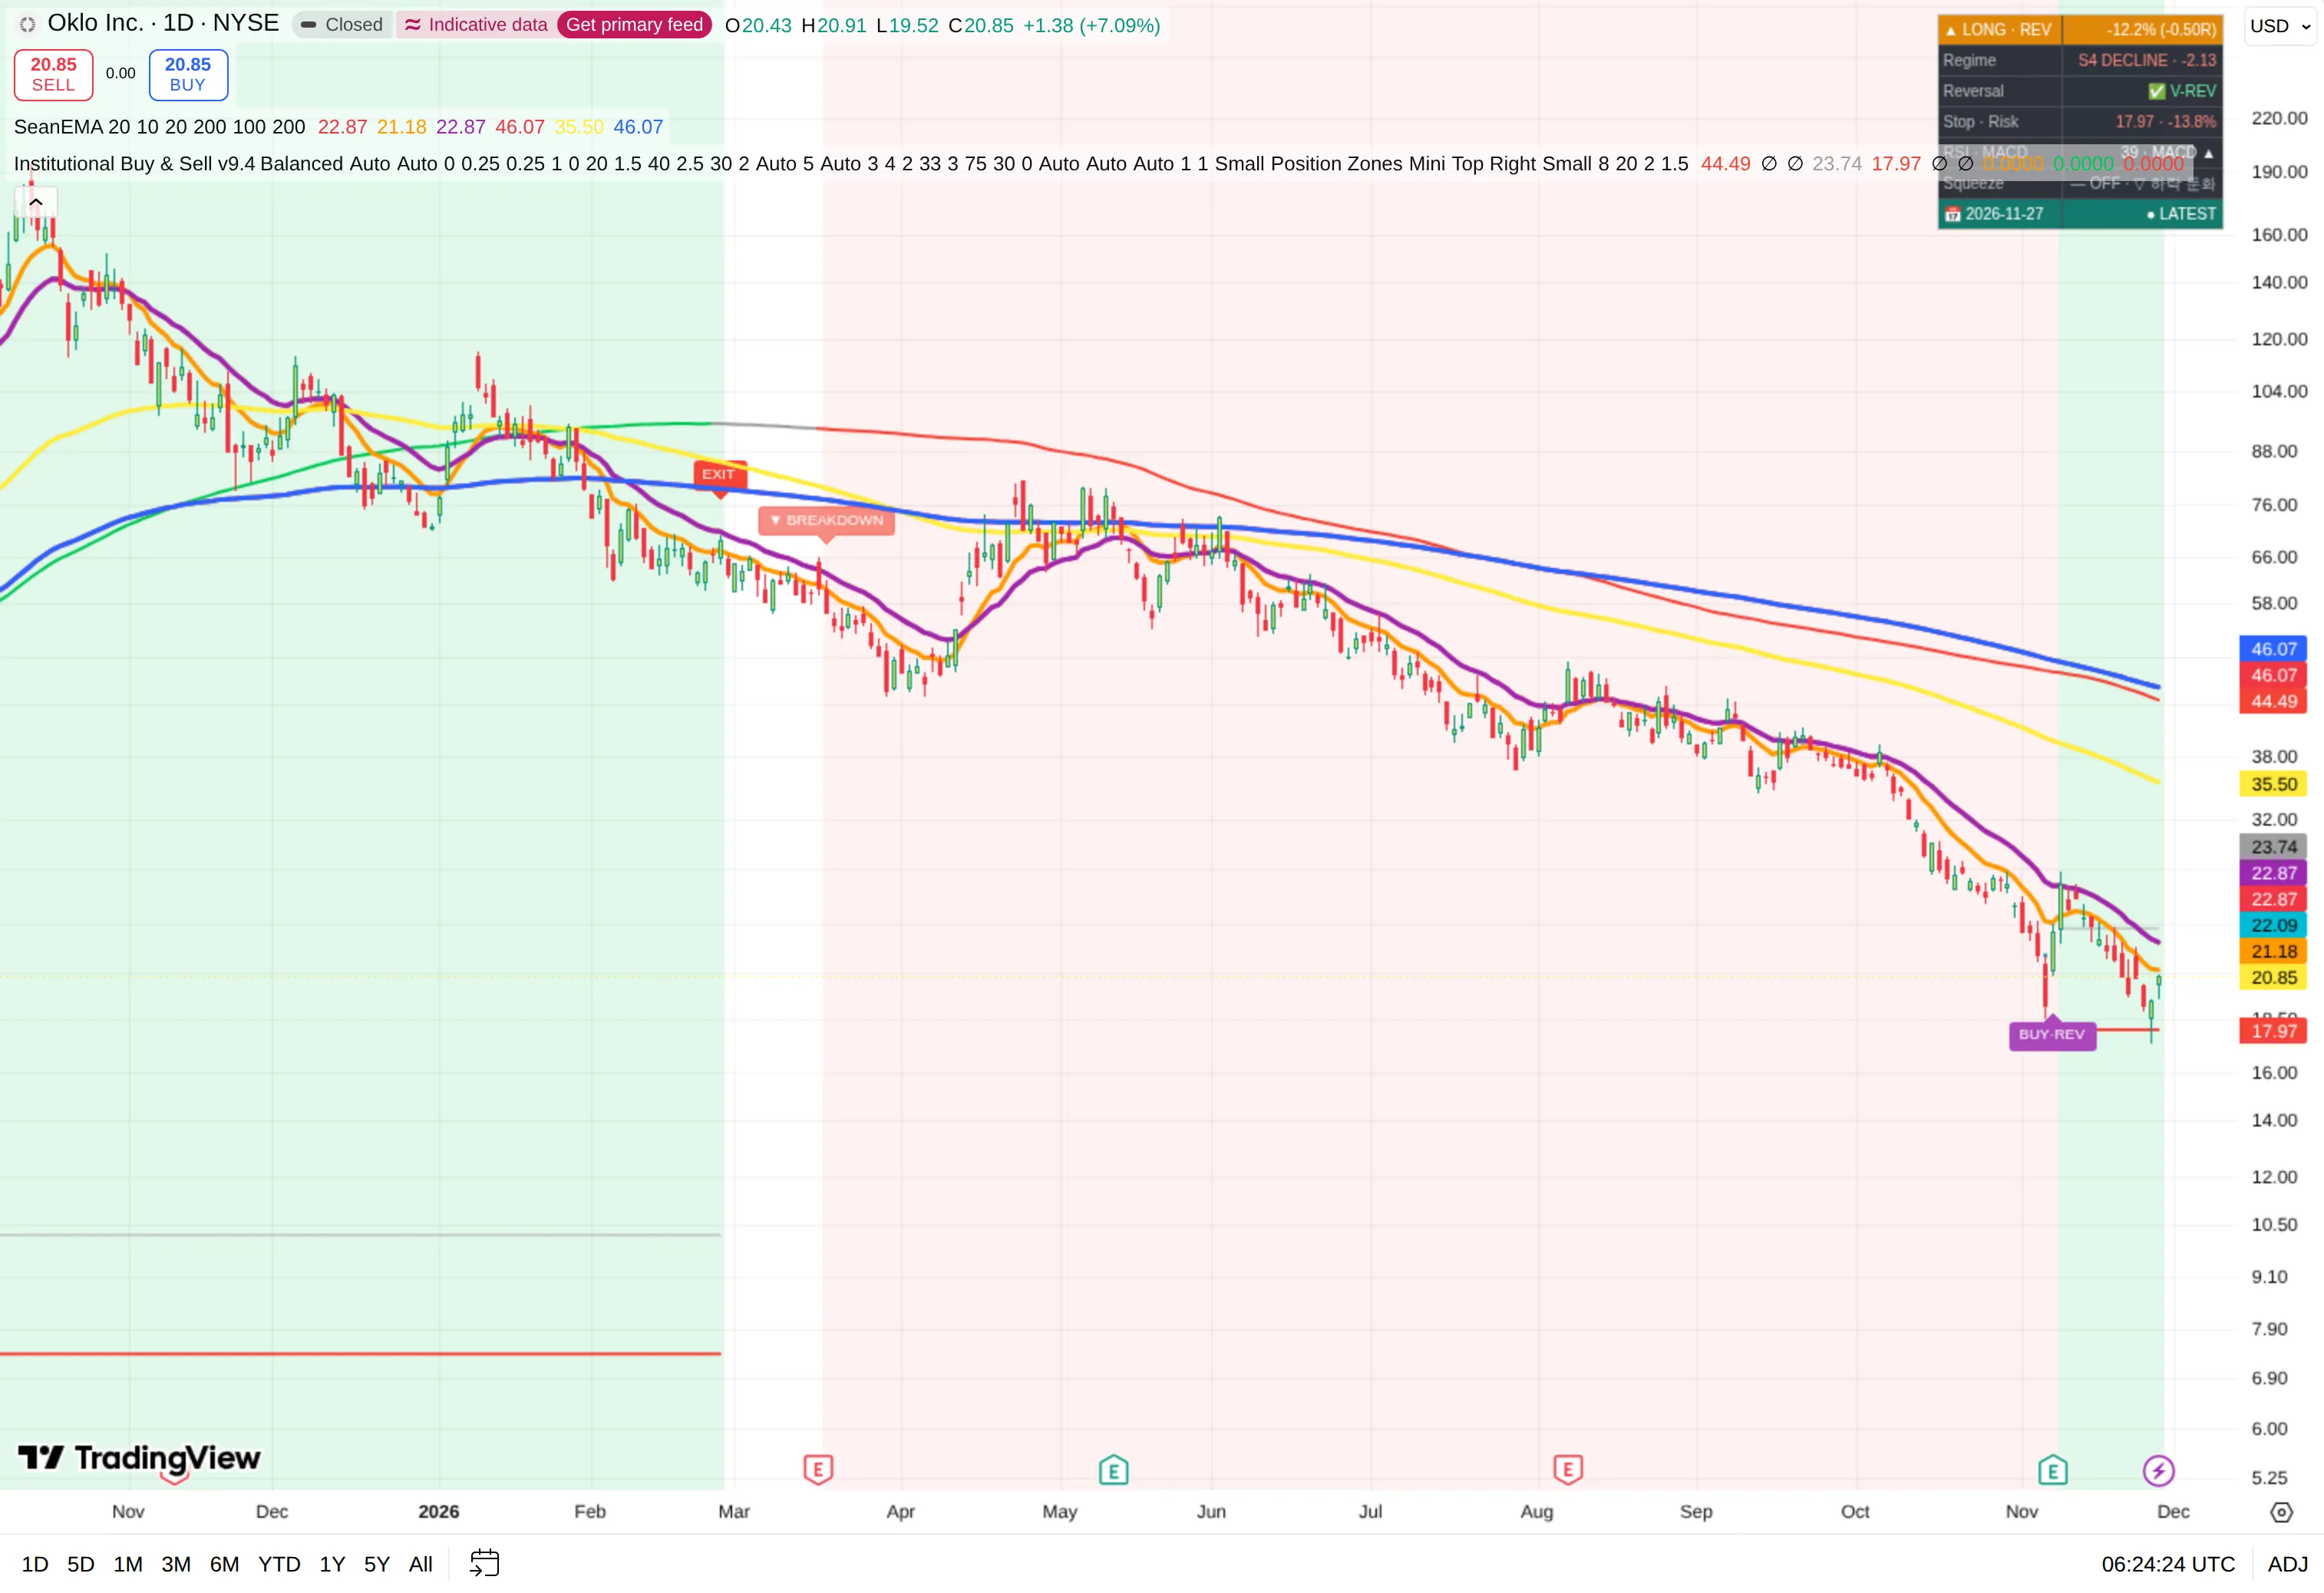 Oklo Inc. · 1D · NYSE Closed Indicative data Get primary feed O20.43 H20.91 L19.52 C20.85 +1.38 (+7.09%)
20.85 SELL 0.00 20.85 BUY
SeanEMA 20 10 20 200 100 200 22.87 21.18 22.87 46.07 35.50 46.07
Institutional Buy & Sell v9.4 Balanced Auto Auto 0 0.25 0.25 1 0 20 1.5 40 2.5 30 2 Auto 5 Auto 3 4 2 33 3 75 30 0 Auto Auto Auto 1 1 Small Position Zones Mini Top Right Small 8 20 2 1.5 44.49 ∅ ∅ 23.74 17.97 ∅ ∅ 0.0000 0.0000 0.0000
▲ LONG · REV -12.2% (-0.50R)
Regime S4 DECLINE · -2.13
Reversal ✅ V-REV
Stop · Risk 17.97 · -13.8%
RSI · MACD 39 · MACD ▲
Squeeze — OFF · ▽ 하락 둔화
📅 2026-11-27 ● LATEST
USD
220.00
190.00
160.00
140.00
120.00
104.00
88.00
76.00
66.00
58.00
46.07
46.07
44.49
38.00
35.50
32.00
23.74
22.87
22.87
22.09
21.18
20.85
18.50
17.97
16.00
14.00
12.00
10.50
9.10
7.90
6.90
6.00
5.25
EXIT
▼ BREAKDOWN
BUY·REV
TradingView
E E E E
Nov Dec 2026 Feb Mar Apr May Jun Jul Aug Sep Oct Nov Dec
1D 5D 1M 3M 6M YTD 1Y 5Y All 06:24:24 UTC ADJ